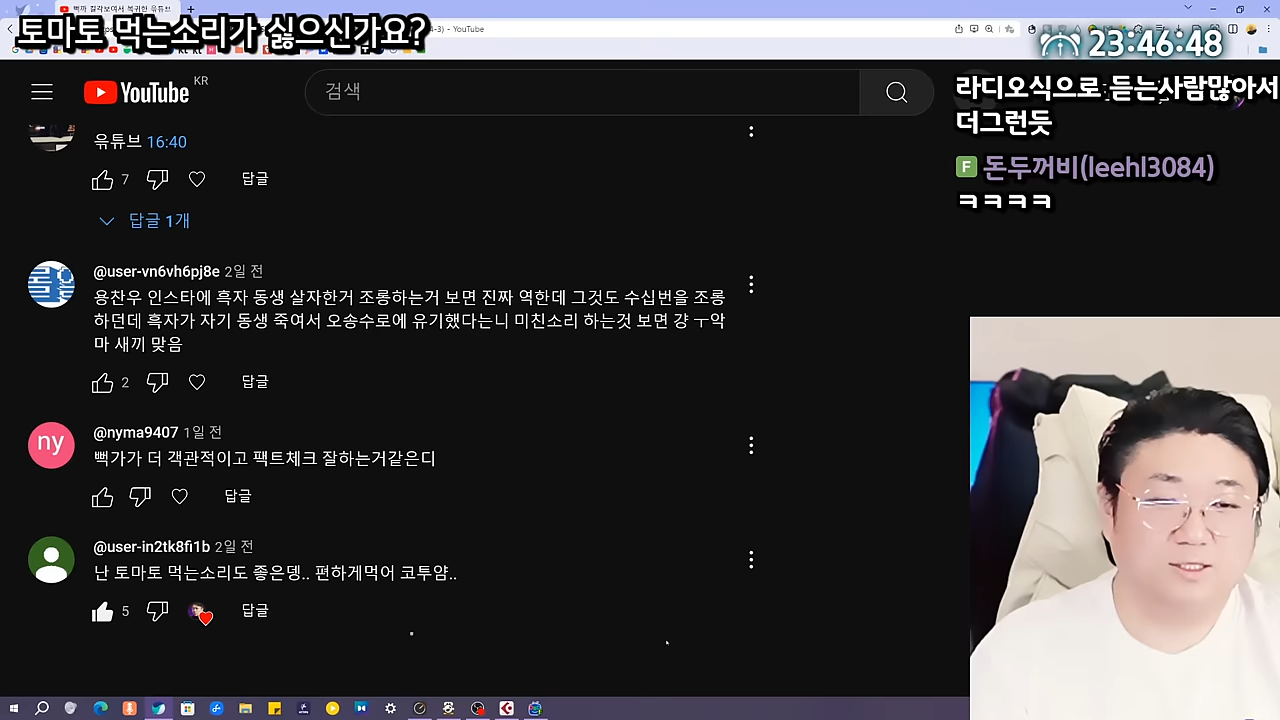 토마토 먹는소리가 싫으신가요?
YouTube
23:46:48
YouTube KR
검색
라디오식으로 듣는사람많아서
더그런듯
F 돈두꺼비(leehl3084)
ㅋㅋㅋㅋ
유튜브 16:40
7 답글
답글 1개
@user-vn6vh6pj8e 2일 전
용찬우 인스타에 흑자 동생 살자한거 조롱하는거 보면 진짜 역한데 그것도 수십번을 조롱
하던데 흑자가 자기 동생 죽여서 오송수로에 유기했다는니 미친소리 하는것 보면 걍 ㅜ악
마 새끼 맞음
2 답글
ny
@nyma9407 1일 전
뻑가가 더 객관적이고 팩트체크 잘하는거같은디
답글
@user-in2tk8fi1b 2일 전
난 토마토 먹는소리도 좋은뎅.. 편하게먹어 코투얌..
5 답글